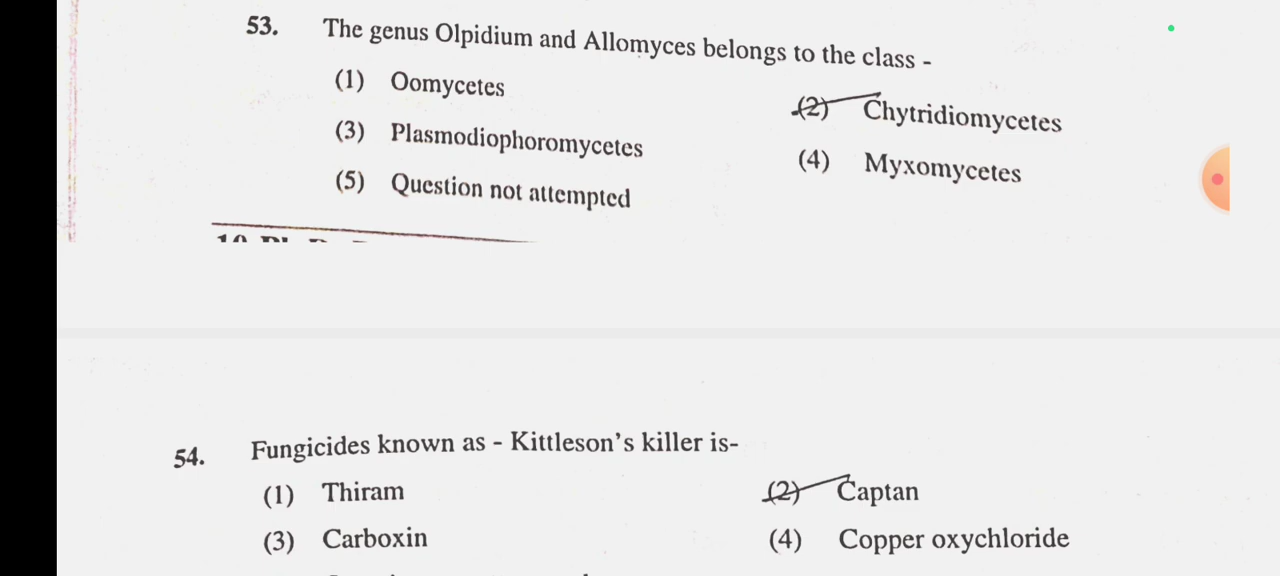 53. The genus Olpidium and Allomyces belongs to the class -
(1) Oomycetes
(2) Chytridiomycetes
(3) Plasmodiophoromycetes
(4) Myxomycetes
(5) Question not attempted
54. Fungicides known as - Kittleson's killer is-
(1) Thiram
(2) Captan
(3) Carboxin
(4) Copper oxychloride